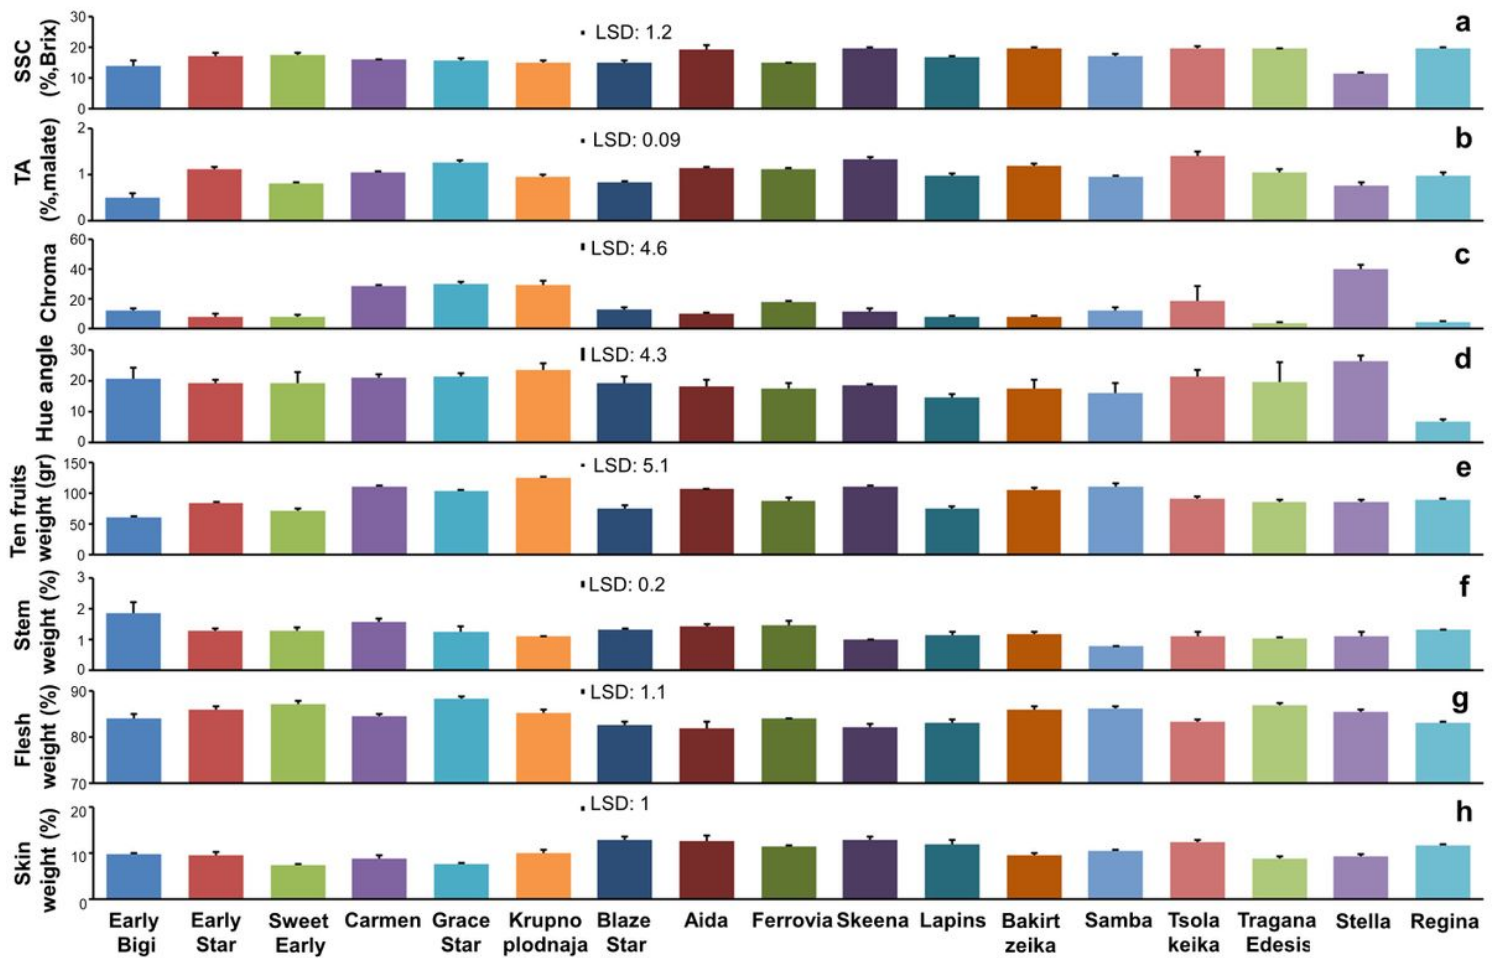 SSC
(%,Brix)
30
20
10
0
LSD: 1.2
a
TA
(%,malate)
2
1
0
LSD: 0.09
b
Chroma
60
40
20
0
LSD: 4.6
c
Hue angle
30
20
10
0
LSD: 4.3
d
Ten fruits
weight (gr)
150
100
50
0
LSD: 5.1
e
Stem
weight (%)
3
2
1
0
LSD: 0.2
f
Flesh
weight (%)
90
80
70
LSD: 1.1
g
Skin
weight (%)
20
10
0
LSD: 1
h
Early
Bigi
Early
Star
Sweet
Early
Carmen
Grace
Star
Krupno
plodnaja
Blaze
Star
Aida
Ferrovia
Skeena
Lapins
Bakirt
zeika
Samba
Tsola
keika
Tragana
Edesis
Stella
Regina